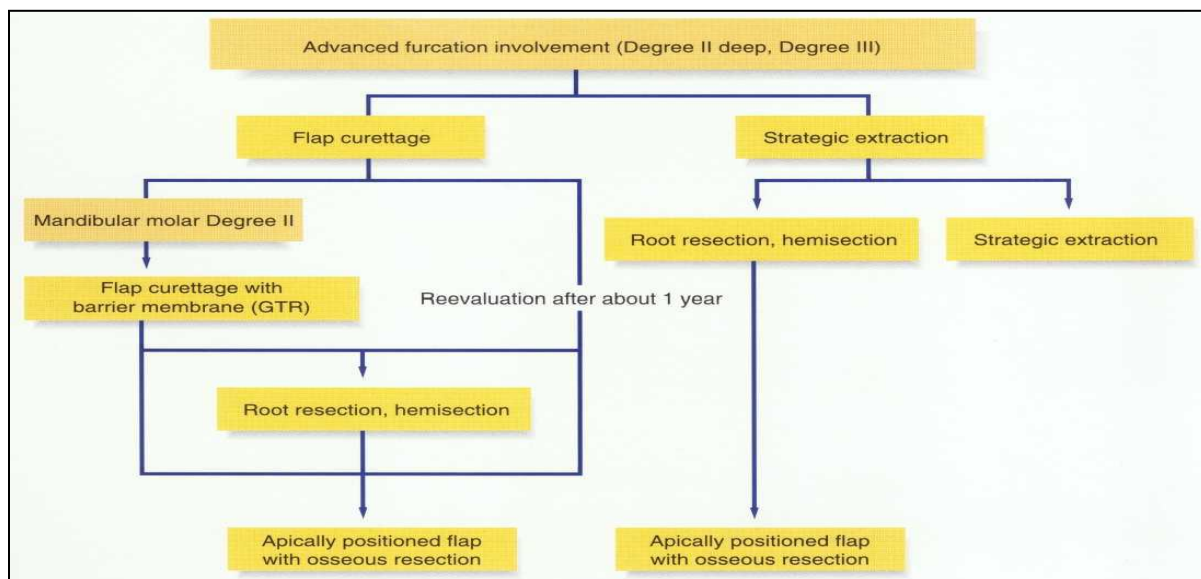 Advanced furcation involvement (Degree II deep, Degree III)
Flap curettage
Strategic extraction
Mandibular molar Degree II
Root resection, hemisection
Strategic extraction
Flap curettage with
barrier membrane (GTR)
Reevaluation after about 1 year
Root resection, hemisection
Apically positioned flap
with osseous resection
Apically positioned flap
with osseous resection